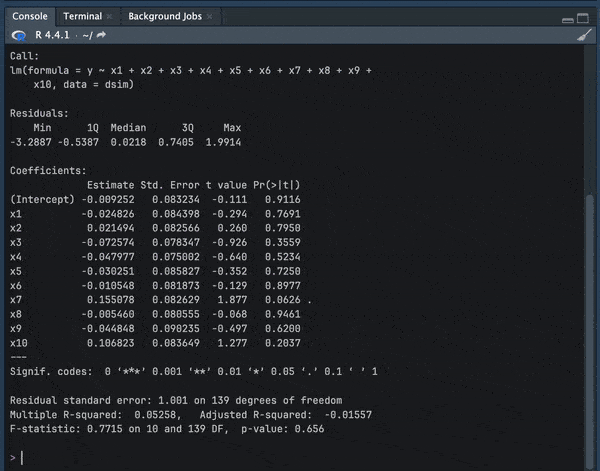 Console Terminal Background Jobs
R 4.4.1 · ~/
Call:
lm(formula = y ~ x1 + x2 + x3 + x4 + x5 + x6 + x7 + x8 + x9 +
    x10, data = dsim)
Residuals:
    Min      1Q  Median      3Q     Max
-3.2887 -0.5387  0.0218  0.7405  1.9914
Coefficients:
             Estimate Std. Error t value Pr(>|t|)
(Intercept) -0.009252   0.083234  -0.111   0.9116
x1          -0.024826   0.084398  -0.294   0.7691
x2           0.021494   0.082566   0.260   0.7950
x3          -0.072574   0.078347  -0.926   0.3559
x4          -0.047977   0.075002  -0.640   0.5234
x5          -0.030251   0.085827  -0.352   0.7250
x6          -0.010548   0.081873  -0.129   0.8977
x7           0.155078   0.082629   1.877   0.0626 .
x8          -0.005460   0.080555  -0.068   0.9461
x9          -0.044848   0.090235  -0.497   0.6200
x10          0.106823   0.083649   1.277   0.2037
---
Signif. codes:  0 ‘***’ 0.001 ‘**’ 0.01 ‘*’ 0.05 ‘.’ 0.1 ‘ ’ 1
Residual standard error: 1.001 on 139 degrees of freedom
Multiple R-squared:  0.05258,	Adjusted R-squared:  -0.01557
F-statistic: 0.7715 on 10 and 139 DF,  p-value: 0.656
>